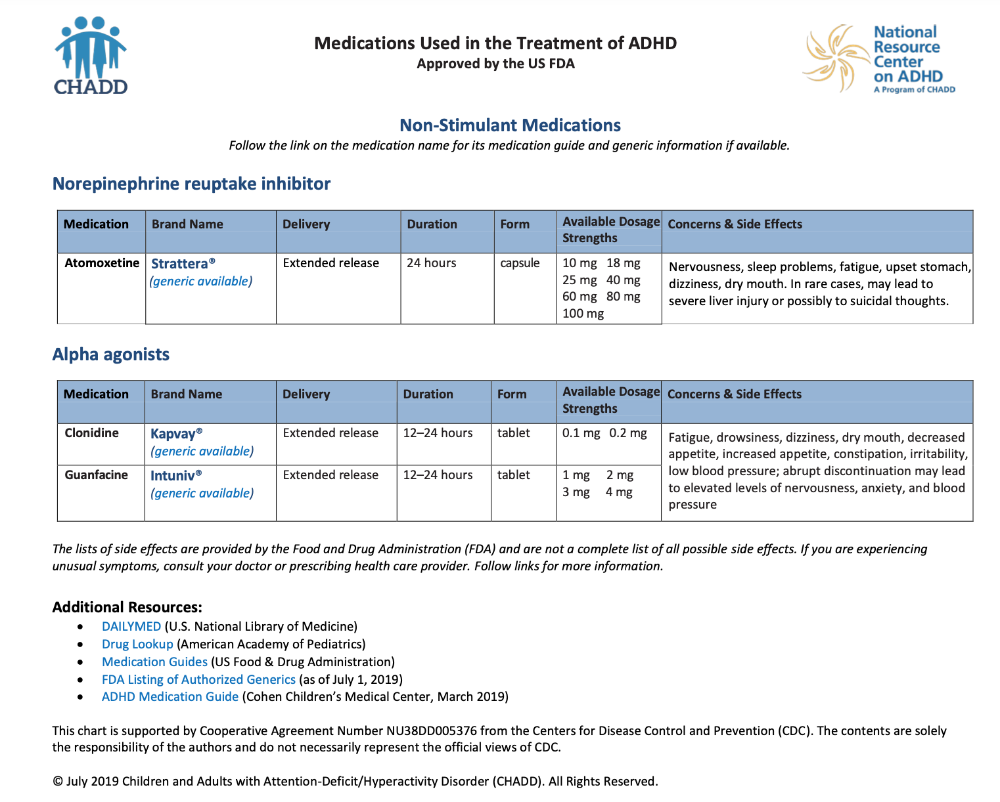 CHADD
Medications Used in the Treatment of ADHD
Approved by the US FDA
National
Resource
Center
on ADHD
A Program of CHADD
Non-Stimulant Medications
Follow the link on the medication name for its medication guide and generic information if available.
Norepinephrine reuptake inhibitor
Medication Brand Name Delivery Duration Form Available Dosage Strengths Concerns & Side Effects
Atomoxetine Strattera® Extended release 24 hours capsule 10 mg 18 mg Nervousness, sleep problems, fatigue, upset stomach,
(generic available) 25 mg 40 mg dizziness, dry mouth. In rare cases, may lead to
60 mg 80 mg severe liver injury or possibly to suicidal thoughts.
100 mg
Alpha agonists
Medication Brand Name Delivery Duration Form Available Dosage Strengths Concerns & Side Effects
Clonidine Kapvay® Extended release 12–24 hours tablet 0.1 mg 0.2 mg Fatigue, drowsiness, dizziness, dry mouth, decreased
(generic available) appetite, increased appetite, constipation, irritability,
Guanfacine Intuniv® Extended release 12–24 hours tablet 1 mg 2 mg low blood pressure; abrupt discontinuation may lead
(generic available) 3 mg 4 mg to elevated levels of nervousness, anxiety, and blood
pressure
The lists of side effects are provided by the Food and Drug Administration (FDA) and are not a complete list of all possible side effects. If you are experiencing
unusual symptoms, consult your doctor or prescribing health care provider. Follow links for more information.
Additional Resources:
• DAILYMED (U.S. National Library of Medicine)
• Drug Lookup (American Academy of Pediatrics)
• Medication Guides (US Food & Drug Administration)
• FDA Listing of Authorized Generics (as of July 1, 2019)
• ADHD Medication Guide (Cohen Children’s Medical Center, March 2019)
This chart is supported by Cooperative Agreement Number NU38DD005376 from the Centers for Disease Control and Prevention (CDC). The contents are solely
the responsibility of the authors and do not necessarily represent the official views of CDC.
© July 2019 Children and Adults with Attention-Deficit/Hyperactivity Disorder (CHADD). All Rights Reserved.